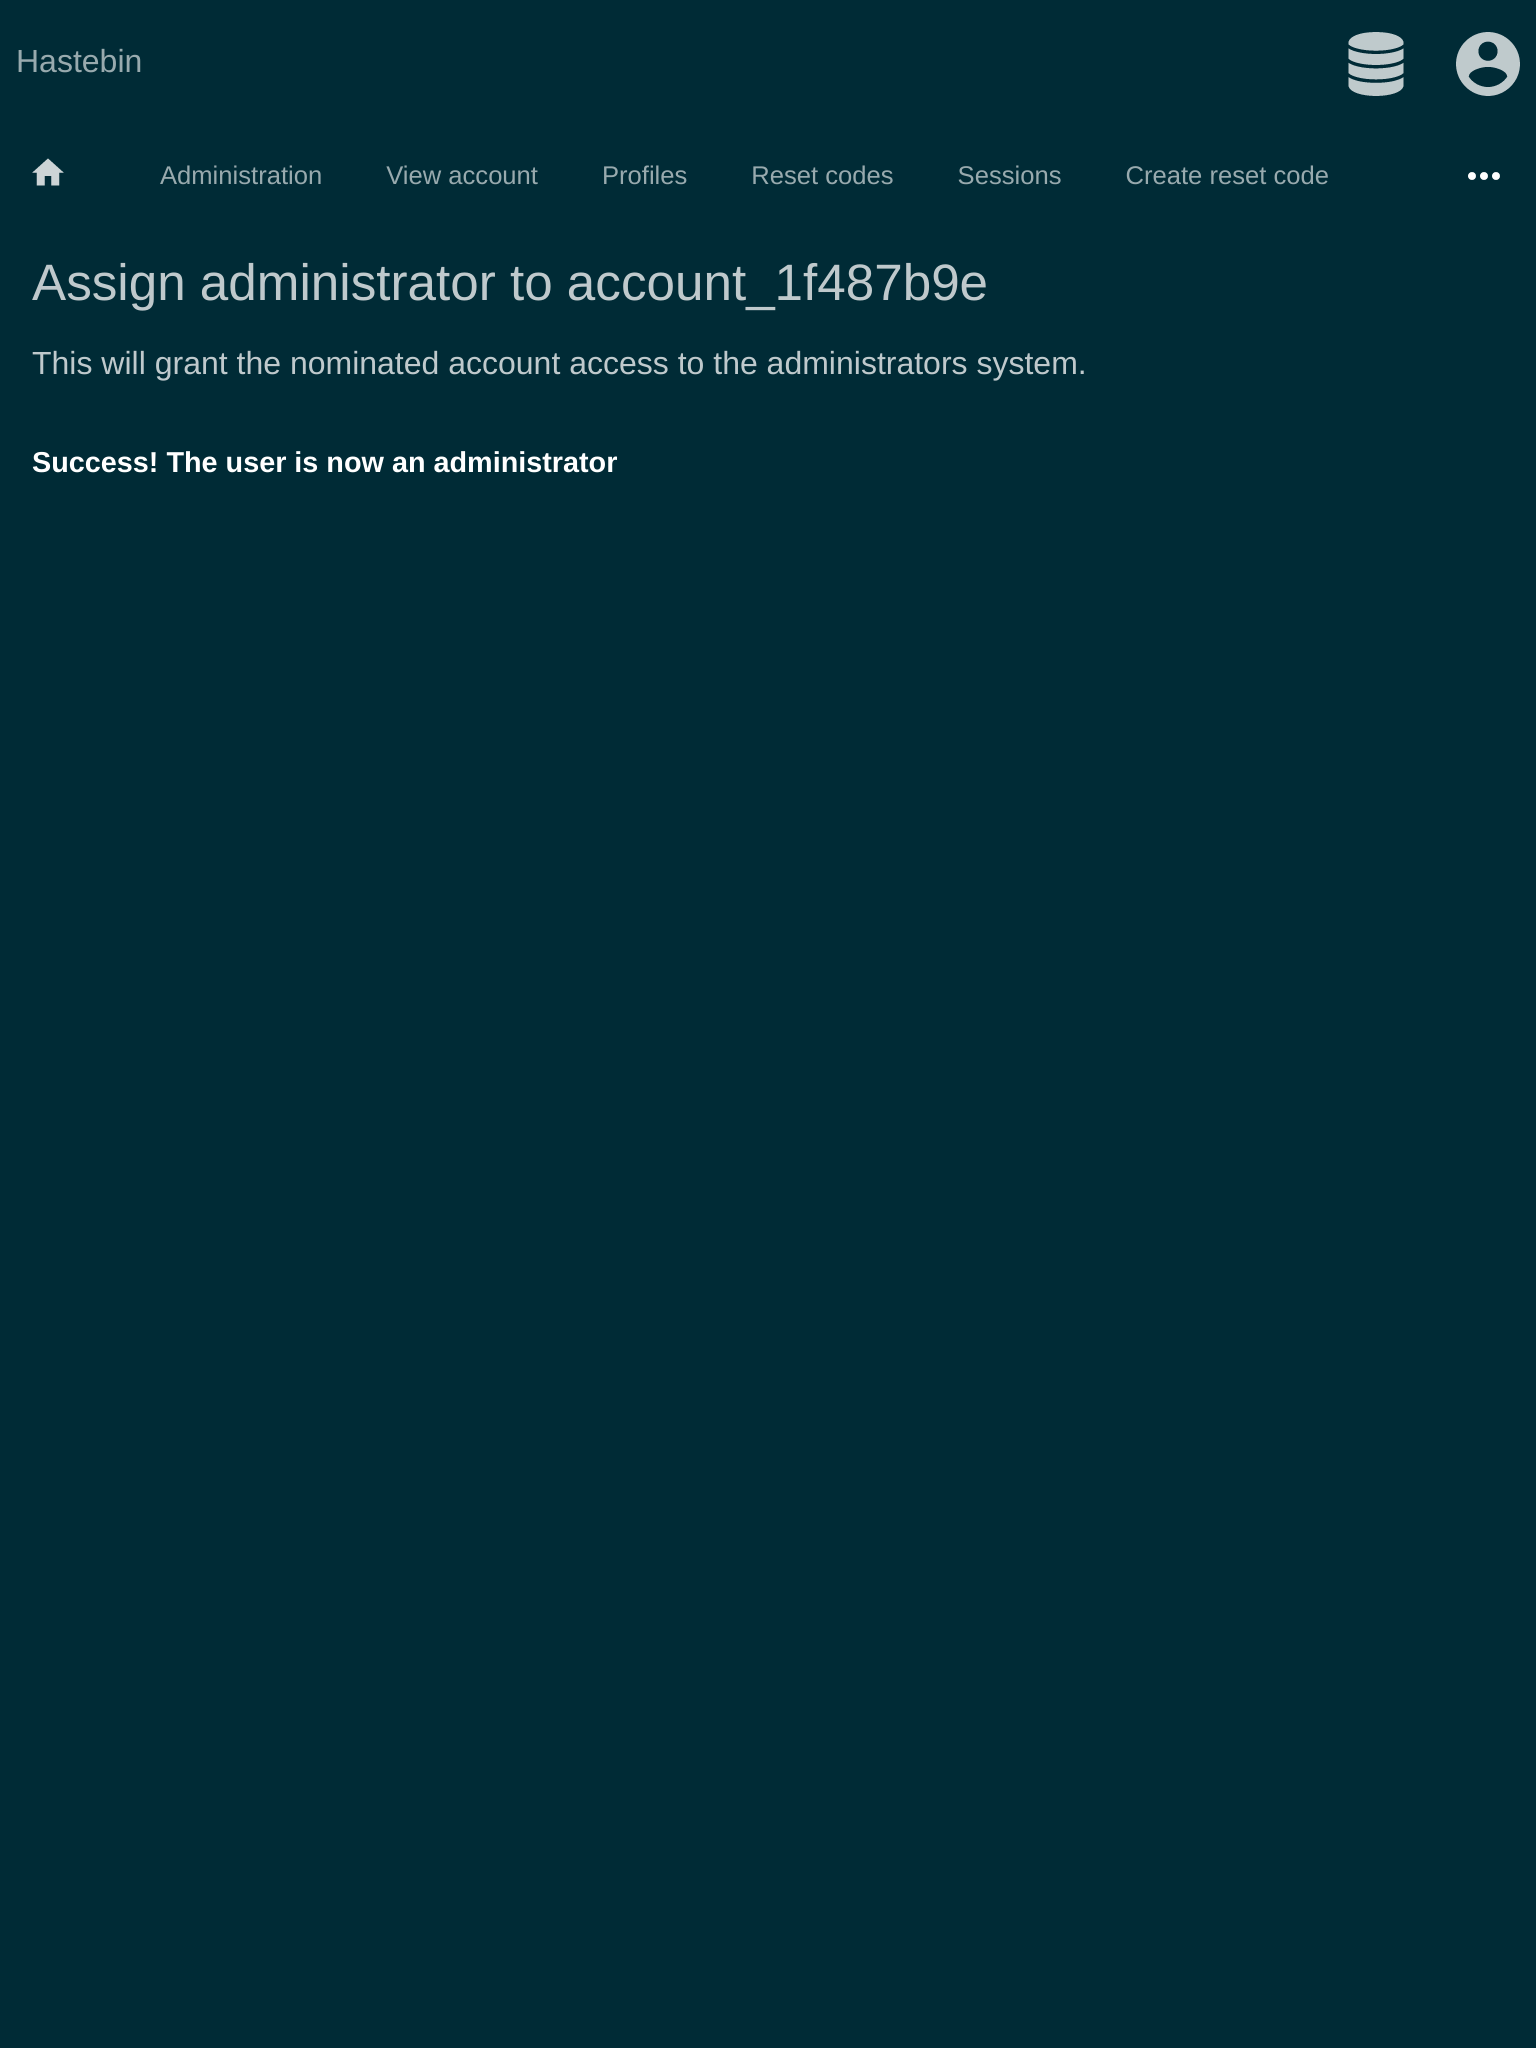 Hastebin
Administration View account Profiles Reset codes Sessions Create reset code
Assign administrator to account_1f487b9e
This will grant the nominated account access to the administrators system.
Success! The user is now an administrator